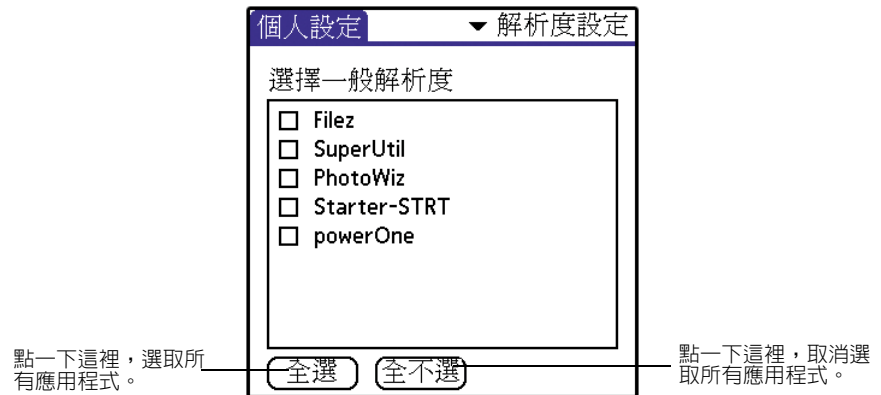 個人設定 ▼ 解析度設定
選擇一般解析度
Filez
SuperUtil
PhotoWiz
Starter-STRT
powerOne
全選 全不選
點一下這裡，選取所
有應用程式。
點一下這裡，取消選
取所有應用程式。